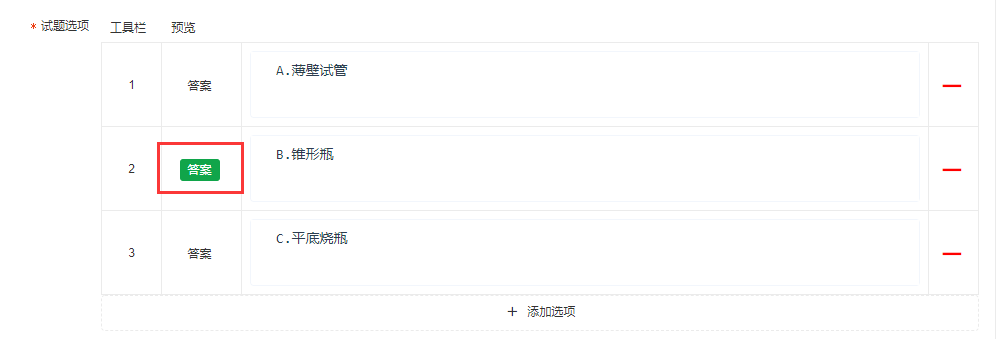 * 试题选项 工具栏 预览
1 答案 A.薄壁试管
2 答案 B.锥形瓶
3 答案 C.平底烧瓶
+ 添加选项